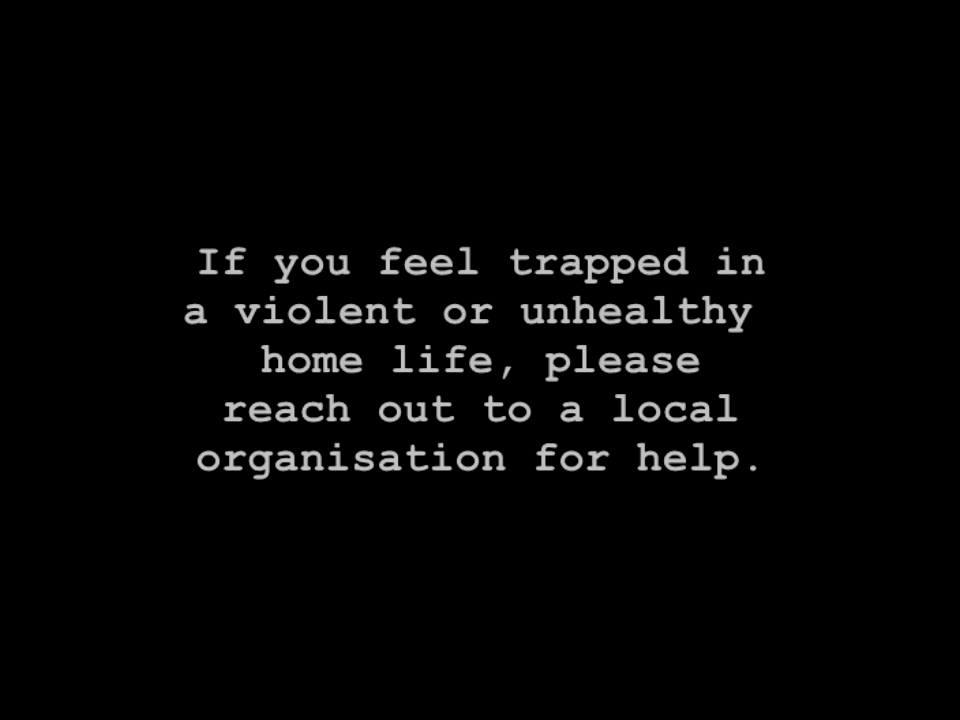 If you feel trapped in
a violent or unhealthy
home life, please
reach out to a local
organisation for help.